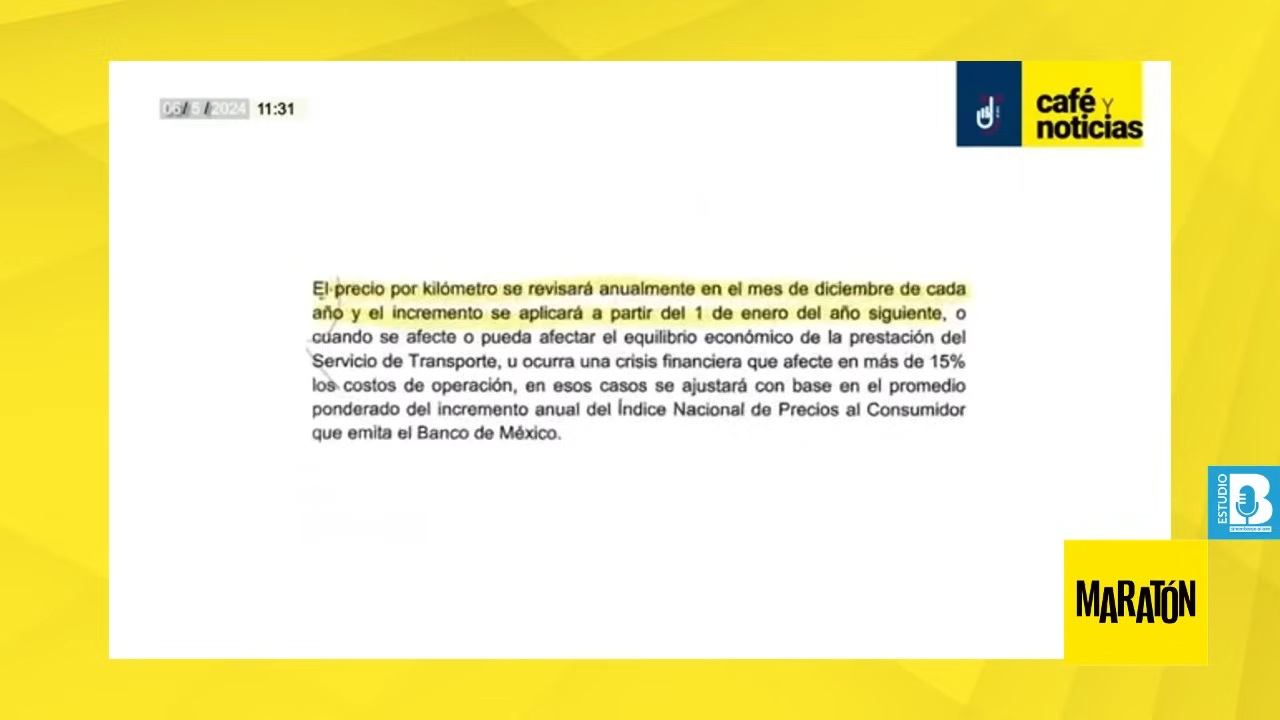 06/ 5 /2024 11:31
café Y
noticias
El precio por kilómetro se revisará anualmente en el mes de diciembre de cada
año y el incremento se aplicará a partir del 1 de enero del año siguiente, o
cuando se afecte o pueda afectar el equilibrio económico de la prestación del
Servicio de Transporte, u ocurra una crisis financiera que afecte en más de 15%
los costos de operación, en esos casos se ajustará con base en el promedio
ponderado del incremento anual del Índice Nacional de Precios al Consumidor
que emita el Banco de México.
ESTUDIO
B
MARATÓN